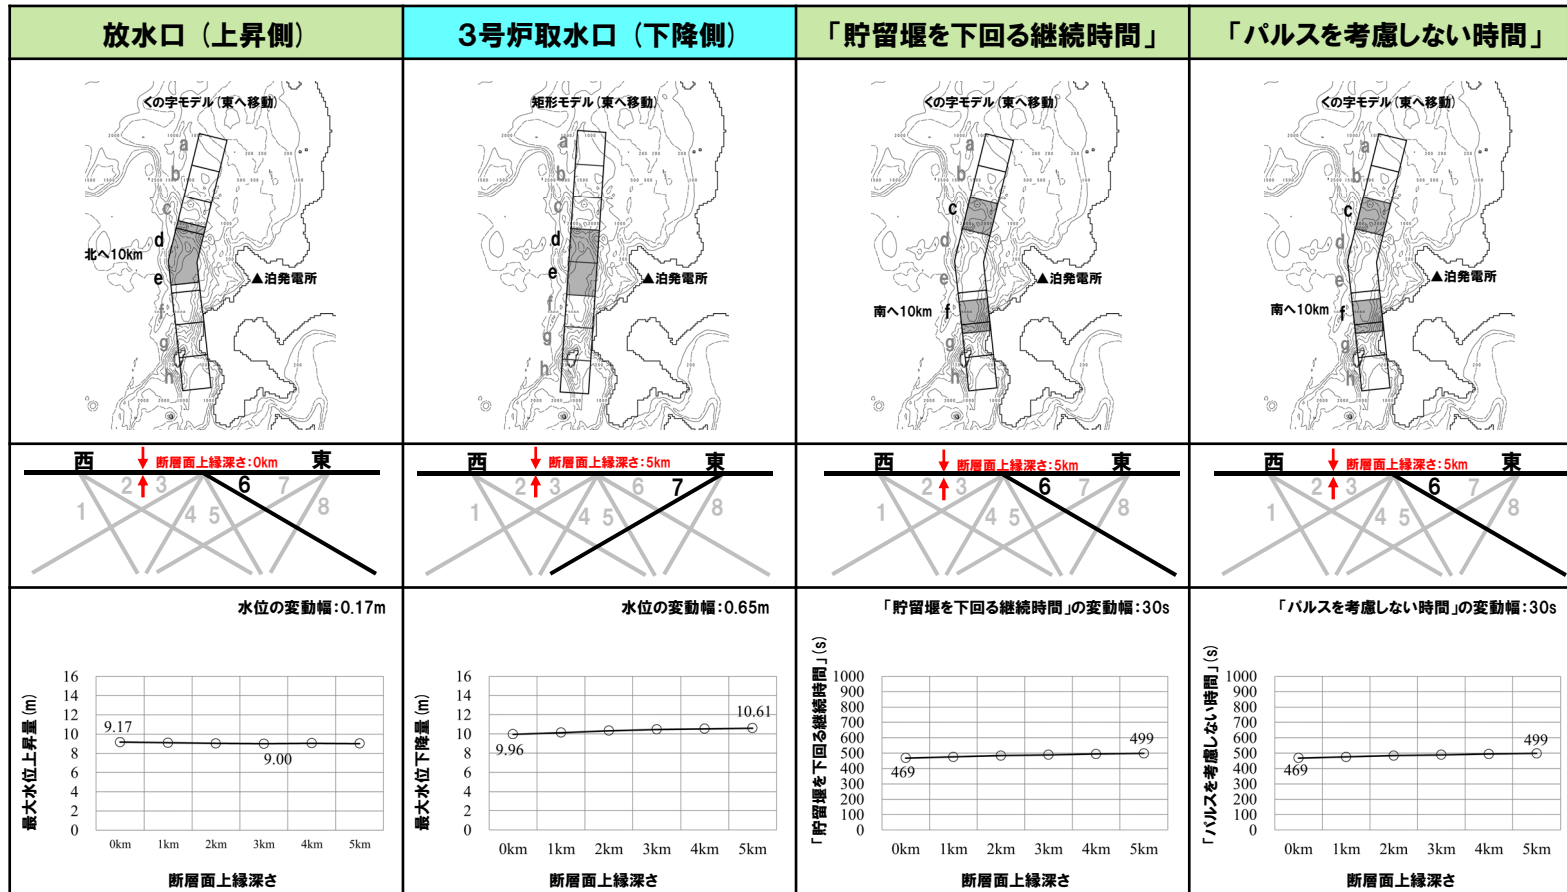 放水口（上昇側）
3号炉取水口（下降側）
「貯留堰を下回る継続時間」
「パルスを考慮しない時間」
くの字モデル(東へ移動)
a
b
c
d
北へ10km
e
▲泊発電所
f
g
h
矩形モデル(東へ移動)
a
b
c
d
e
▲泊発電所
f
g
h
くの字モデル(東へ移動)
a
b
c
d
e
▲泊発電所
南へ10km
f
g
h
くの字モデル(東へ移動)
a
b
c
d
e
▲泊発電所
南へ10km
f
g
h
西
断層面上縁深さ:0km
東
1 2 3 4 5 6 7 8
西
断層面上縁深さ:5km
東
1 2 3 4 5 6 7 8
西
断層面上縁深さ:5km
東
1 2 3 4 5 6 7 8
西
断層面上縁深さ:5km
東
1 2 3 4 5 6 7 8
水位の変動幅:0.17m
最大水位上昇量(m)
16
14
12
10
8
6
4
2
0
9.17
9.00
0km 1km 2km 3km 4km 5km
断層面上縁深さ
水位の変動幅:0.65m
最大水位下降量(m)
16
14
12
10
8
6
4
2
0
9.96
10.61
0km 1km 2km 3km 4km 5km
断層面上縁深さ
「貯留堰を下回る継続時間」の変動幅:30s
「貯留堰を下回る継続時間」(s)
1000
900
800
700
600
500
400
300
200
100
0
469
499
0km 1km 2km 3km 4km 5km
断層面上縁深さ
「パルスを考慮しない時間」の変動幅:30s
「パルスを考慮しない時間」(s)
1000
900
800
700
600
500
400
300
200
100
0
469
499
0km 1km 2km 3km 4km 5km
断層面上縁深さ